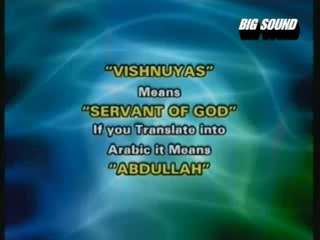 BIG SOUND
"VISHNUYAS"
Means
"SERVANT OF GOD"
If you Translate into
Arabic it Means
"ABDULLAH"